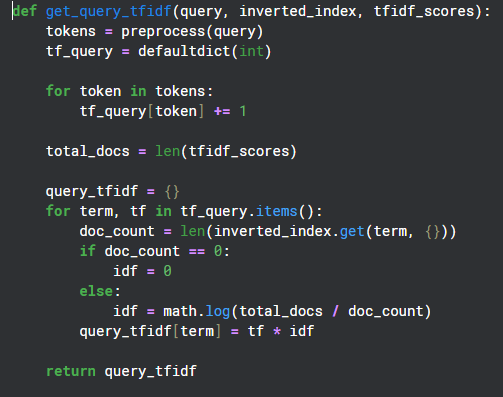 def get_query_tfidf(query, inverted_index, tfidf_scores):
    tokens = preprocess(query)
    tf_query = defaultdict(int)

    for token in tokens:
        tf_query[token] += 1

    total_docs = len(tfidf_scores)

    query_tfidf = {}
    for term, tf in tf_query.items():
        doc_count = len(inverted_index.get(term, {}))
        if doc_count == 0:
            idf = 0
        else:
            idf = math.log(total_docs / doc_count)
        query_tfidf[term] = tf * idf

    return query_tfidf